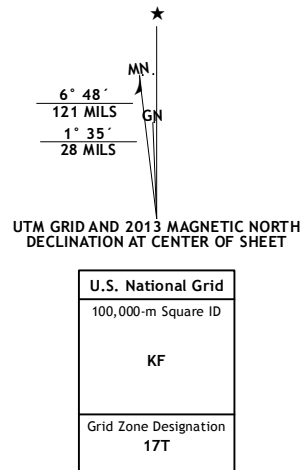 MN
6° 48´
121 MILS
GN
1° 35´
28 MILS
UTM GRID AND 2013 MAGNETIC NORTH
DECLINATION AT CENTER OF SHEET
U.S. National Grid
100,000-m Square ID
KF
Grid Zone Designation
17T